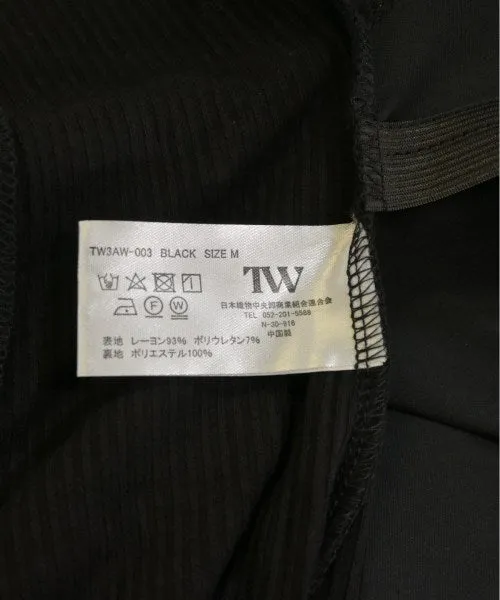 TW3AW-003 BLACK SIZE M
TW
日本織物中央卸商業組合連合会
TEL 052-201-5588
N-30-916
中国製
F W
表地 レーヨン93% ポリウレタン7%
裏地 ポリエステル100%